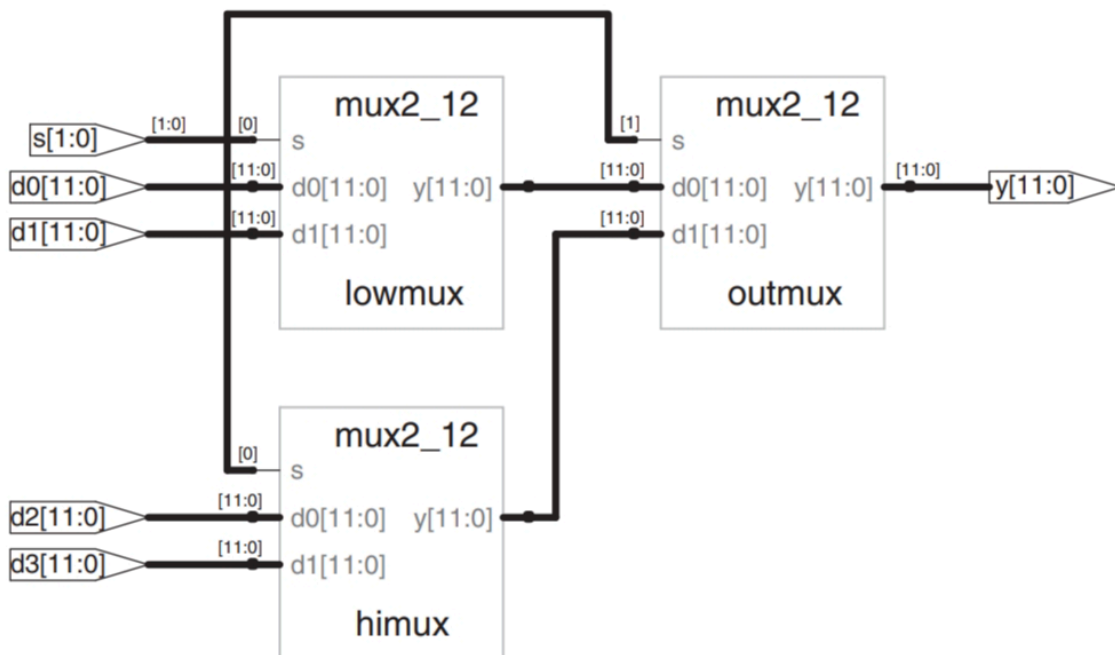 mux2_12
mux2_12
s[1:0]
[1:0]
[0]
s
[1]
s
d0[11:0]
[11:0]
d0[11:0]
y[11:0]
[11:0]
d0[11:0]
y[11:0]
[11:0]
y[11:0]
d1[11:0]
[11:0]
d1[11:0]
[11:0]
d1[11:0]
lowmux
outmux
mux2_12
[0]
s
d2[11:0]
[11:0]
d0[11:0]
y[11:0]
d3[11:0]
[11:0]
d1[11:0]
himux